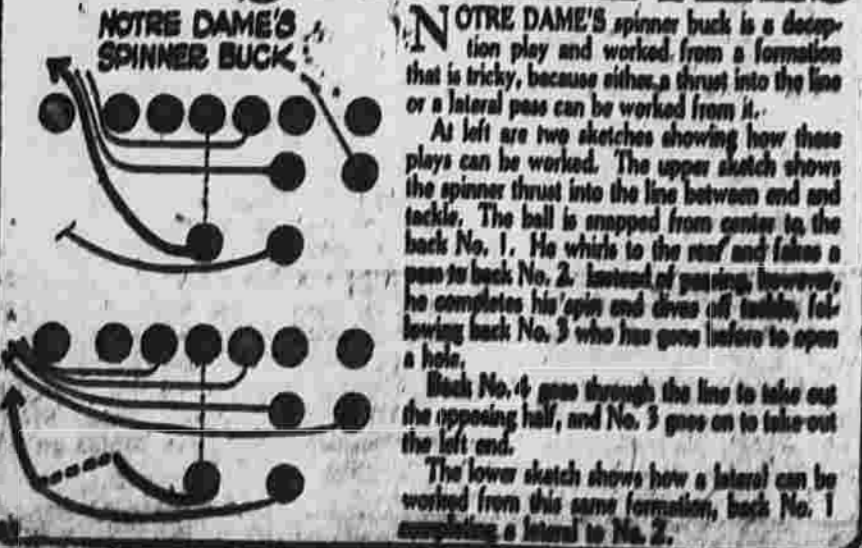 NOTRE DAME'S
SPINNER BUCK
NOTRE DAME'S spinner buck is a decep-
tion play and worked from a formation
that is tricky, because either a thrust into the line
or a lateral pass can be worked from it.
At left are two sketches showing how these
plays can be worked. The upper sketch shows
the spinner thrust into the line between end and
tackle. The ball is snapped from center to the
back No. 1. He whirls to the rear and fakes a
pass to back No. 2. Instead of passing, however,
he completes his spin and dives off tackle, fol-
lowing back No. 3 who has gone before to open
a hole.
Back No. 4 goes through the line to take out
the opposing half, and No. 3 goes on to take out
the left end.
The lower sketch shows how a lateral can be
worked from this same formation, back No. 1
completing a lateral to No. 2.